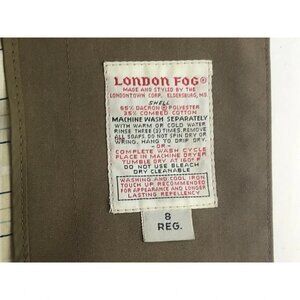 LONDON FOG®
MADE AND STYLED BY THE
LONDONTOWN CORP. ELDERSBURG, MD.
SHELL
65% DACRON ® POLYESTER
35% COMBED COTTON
MACHINE WASH SEPARATELY
WITH WARM OR COLD WATER
RINSE THREE (3) TIMES, REMOVE
ALL SOAPS. DO NOT SPIN DRY OR
WRING, HANG TO DRIP DRY.
OR-
COMPLETE WASH CYCLE
PLACE IN MACHINE DRYER
TUMBLE DRY AT 160° F
DO NOT USE BLEACH
DRY CLEANABLE
WASHING AND COOL IRON
TOUCH UP RECOMMENDED
FOR APPEARANCE AND LONGER
LASTING REPELLENCY.
8
REG.